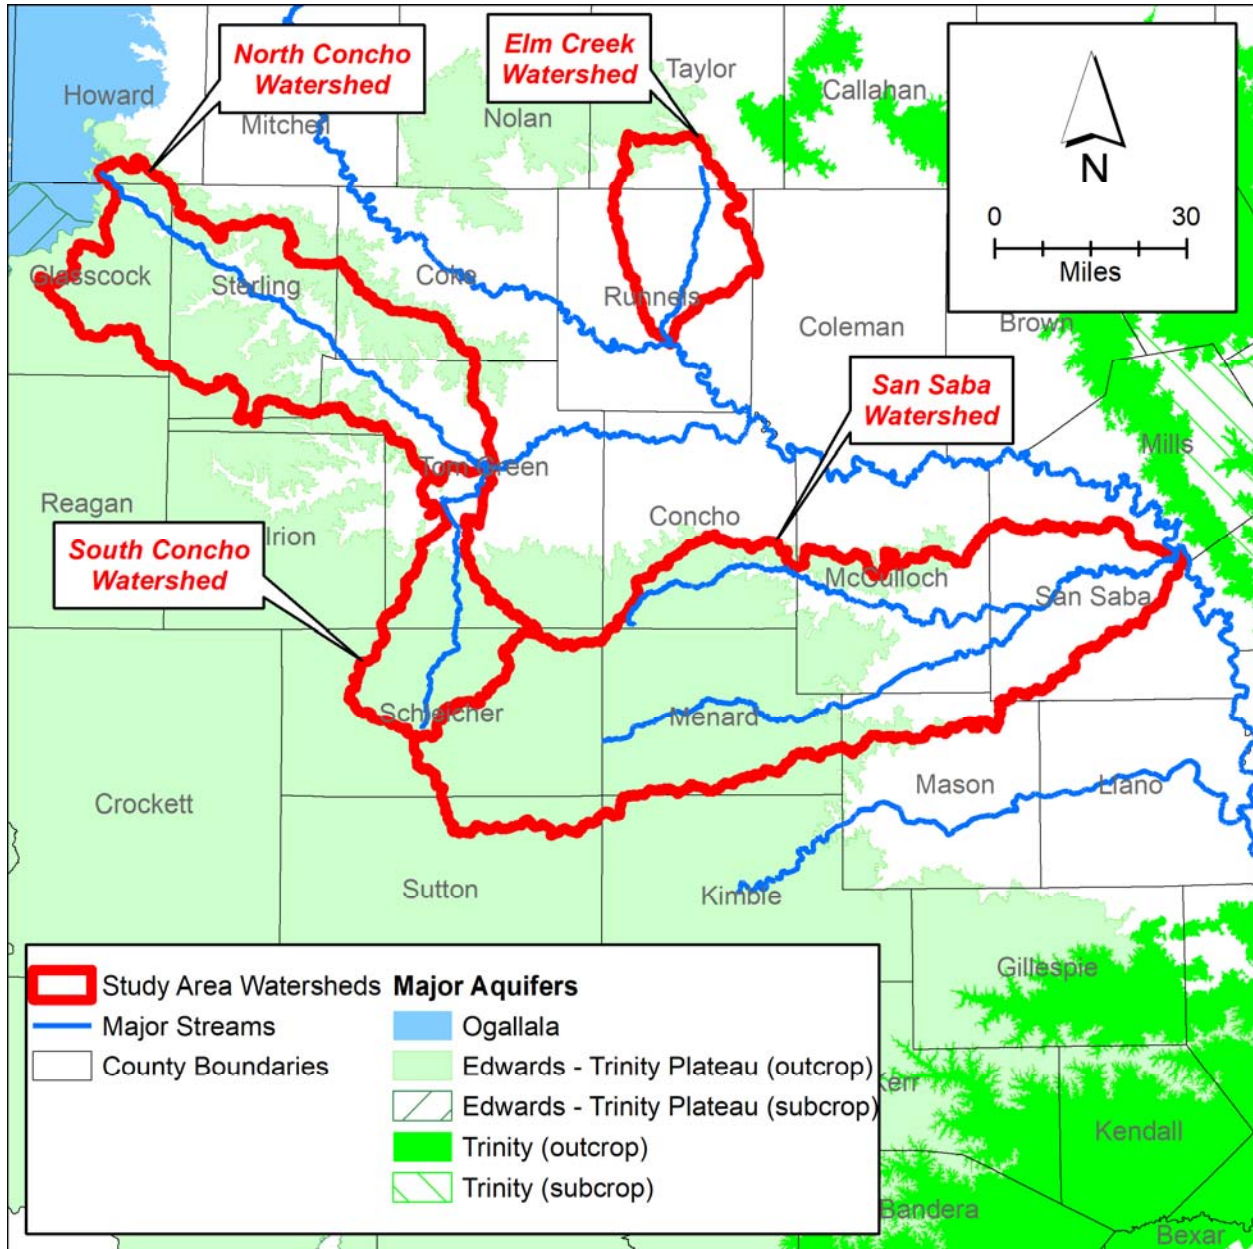 North Concho
Watershed
Elm Creek
Watershed
Taylor
Callahan
Howard
Mitchell
Nolan
N
0
30
Miles
Glasscock
Sterling
Coke
Runnels
Coleman
Brown
San Saba
Watershed
Mills
Tom Green
Reagan
Irion
Concho
South Concho
Watershed
McCulloch
San Saba
Schleicher
Menard
Crockett
Mason
Llano
Sutton
Kimble
Gillespie
Study Area Watersheds
Major Streams
County Boundaries
Major Aquifers
Ogallala
Edwards - Trinity Plateau (outcrop)
Edwards - Trinity Plateau (subcrop)
Trinity (outcrop)
Trinity (subcrop)
Kerr
Kendall
Bandera
Bexar